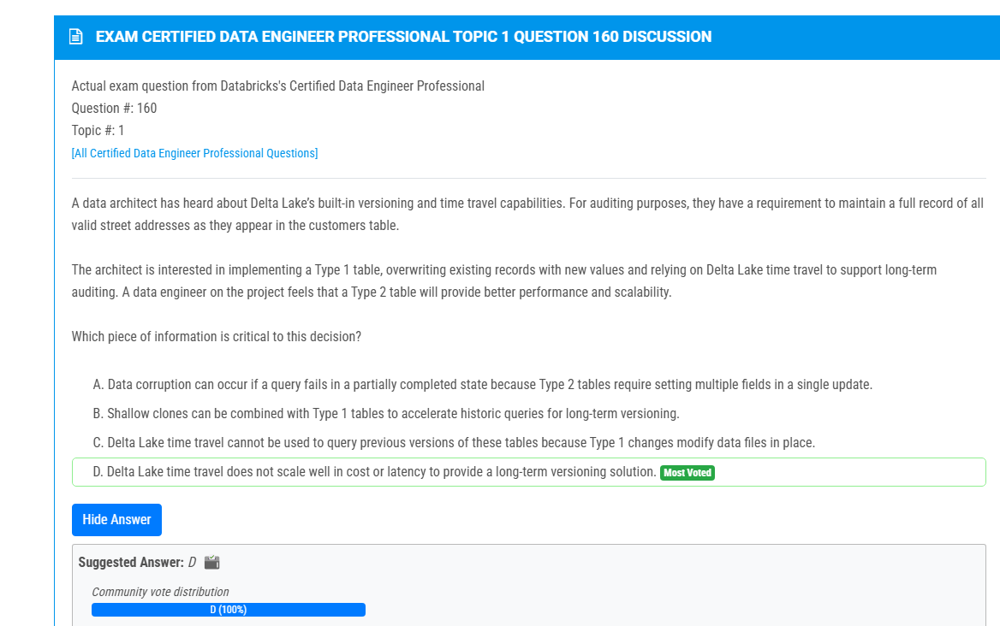 EXAM CERTIFIED DATA ENGINEER PROFESSIONAL TOPIC 1 QUESTION 160 DISCUSSION
Actual exam question from Databricks's Certified Data Engineer Professional
Question #: 160
Topic #: 1
[All Certified Data Engineer Professional Questions]
A data architect has heard about Delta Lake’s built-in versioning and time travel capabilities. For auditing purposes, they have a requirement to maintain a full record of all
valid street addresses as they appear in the customers table.
The architect is interested in implementing a Type 1 table, overwriting existing records with new values and relying on Delta Lake time travel to support long-term
auditing. A data engineer on the project feels that a Type 2 table will provide better performance and scalability.
Which piece of information is critical to this decision?
A. Data corruption can occur if a query fails in a partially completed state because Type 2 tables require setting multiple fields in a single update.
B. Shallow clones can be combined with Type 1 tables to accelerate historic queries for long-term versioning.
C. Delta Lake time travel cannot be used to query previous versions of these tables because Type 1 changes modify data files in place.
D. Delta Lake time travel does not scale well in cost or latency to provide a long-term versioning solution. Most Voted
Hide Answer
Suggested Answer: D
Community vote distribution
D (100%)